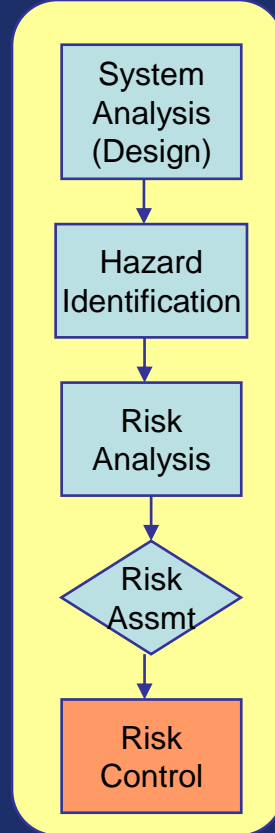 System
Analysis
(Design)
Hazard
Identification
Risk
Analysis
Risk
Assmt
Risk
Control